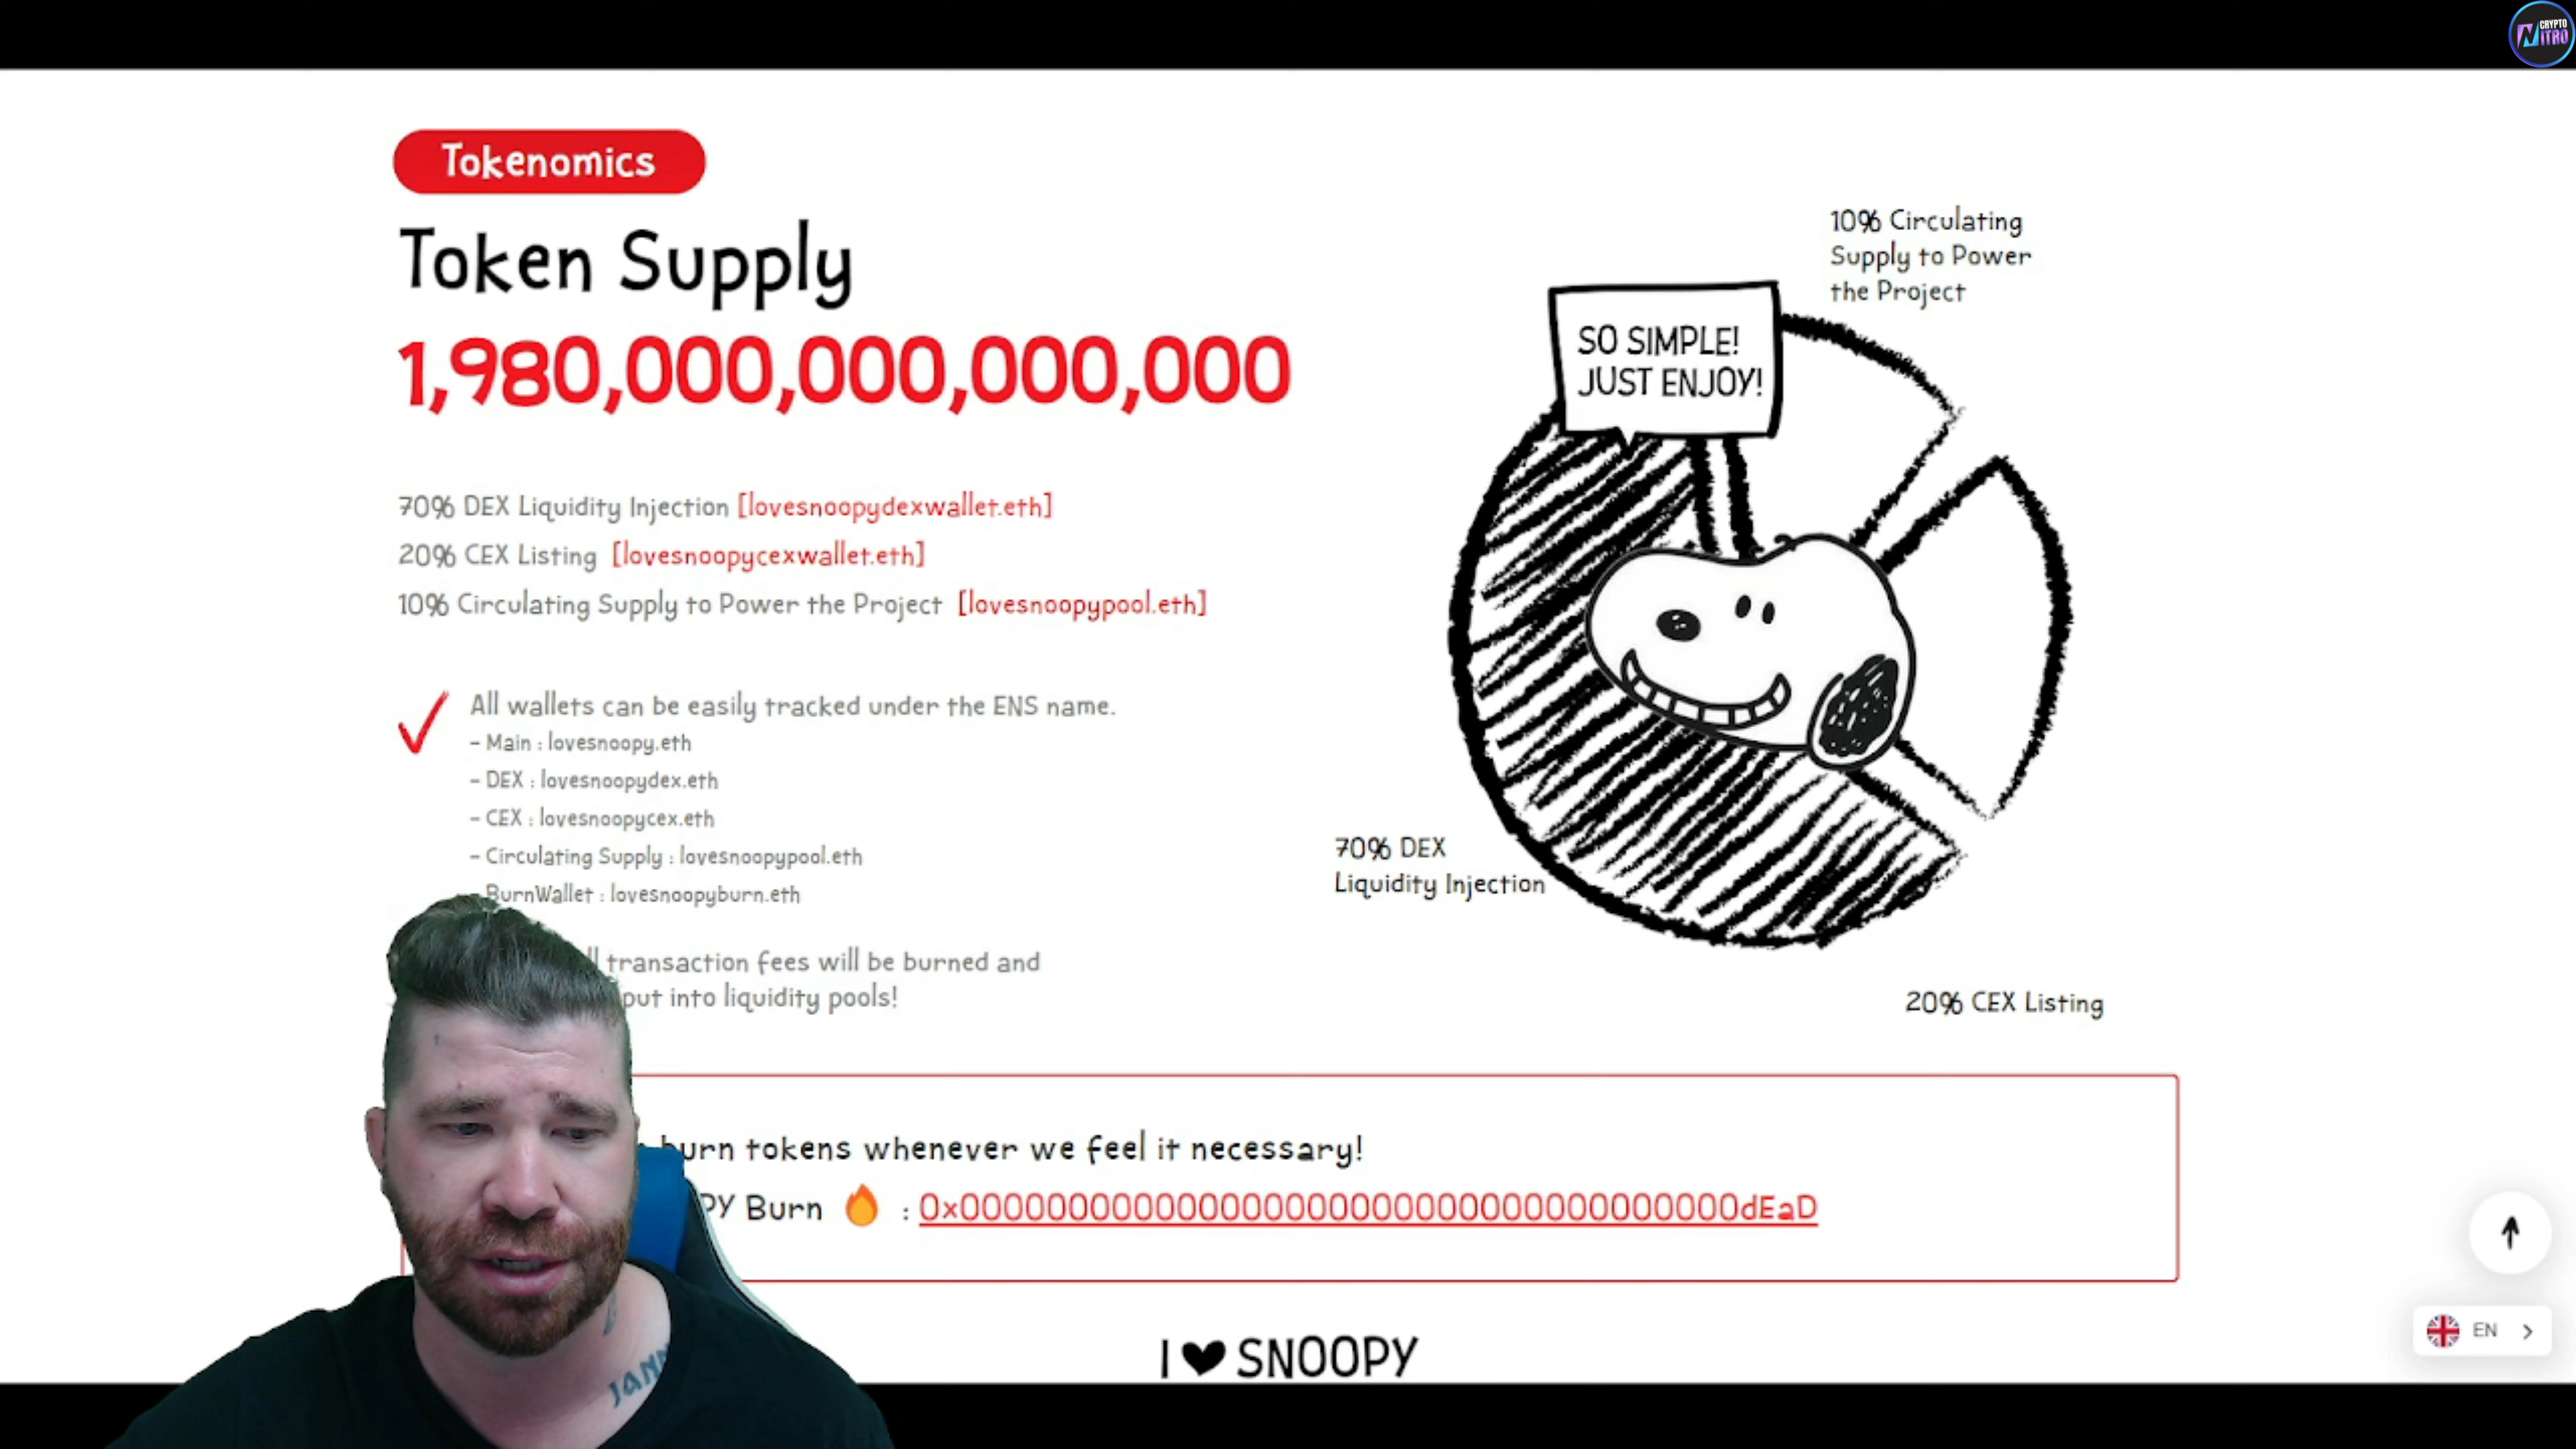 CRYPTO
NITRO
Tokenomics
Token Supply
1,980,000,000,000,000
70% DEX Liquidity Injection [lovesnoopydexwallet.eth]
20% CEX Listing [lovesnoopycexwallet.eth]
10% Circulating Supply to Power the Project [lovesnoopypool.eth]
All wallets can be easily tracked under the ENS name.
- Main : lovesnoopy.eth
- DEX : lovesnoopydex.eth
- CEX : lovesnoopycex.eth
- Circulating Supply : lovesnoopypool.eth
- BurnWallet : lovesnoopyburn.eth
transaction fees will be burned and
put into liquidity pools!
10% Circulating
Supply to Power
the Project
SO SIMPLE!
JUST ENJOY!
70% DEX
Liquidity Injection
20% CEX Listing
burn tokens whenever we feel it necessary!
PY Burn : 0x000000000000000000000000000000000000dEaD
I ♥ SNOOPY
EN